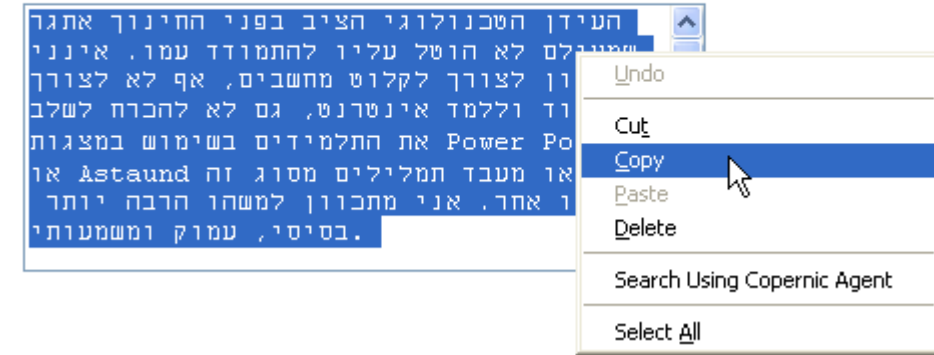 העידן הטכנולוגי הציב בפני החינוך אתגר
שמעולם לא הוטל עליו להתמודד עמו. אינני
ון לצורך לקלוט מחשבים, אף לא לצורך
וד וללמד אינטרנט, גם לא להכרח לשלב
את התלמידים בשימוש במצגות Power Po
או Astaund או מעבד תמלילים מסוג זה
ו אחר. אני מתכוון למשהו הרבה יותר
בסיסי, עמוק ומשמעותי.
Undo
Cut
Copy
Paste
Delete
Search Using Copernic Agent
Select All